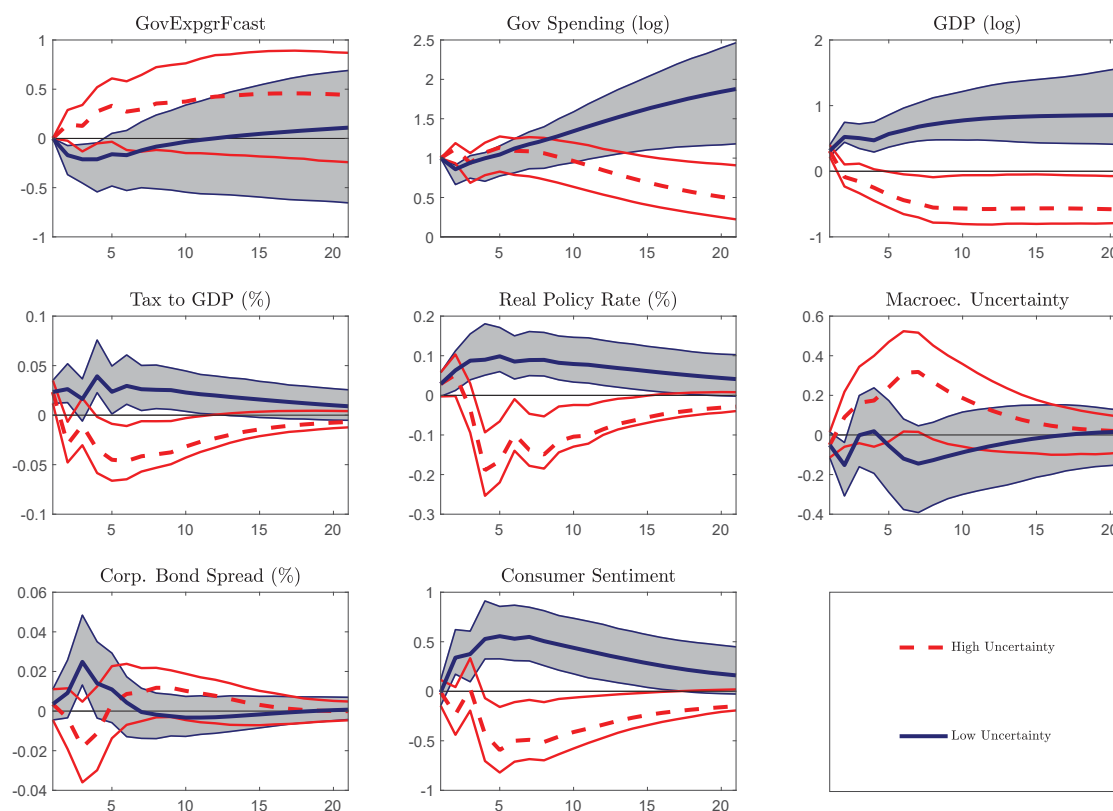 GovExpgrFcast
1
0.5
0
-0.5
-1
5 10 15 20
Gov Spending (log)
2.5
2
1.5
1
0.5
0
5 10 15 20
GDP (log)
2
1
0
-1
5 10 15 20
Tax to GDP (%)
0.1
0.05
0
-0.05
-0.1
5 10 15 20
Real Policy Rate (%)
0.2
0.1
0
-0.1
-0.2
-0.3
5 10 15 20
Macroec. Uncertainty
0.6
0.4
0.2
0
-0.2
-0.4
5 10 15 20
Corp. Bond Spread (%)
0.06
0.04
0.02
0
-0.02
-0.04
5 10 15 20
Consumer Sentiment
1
0.5
0
-0.5
-1
5 10 15 20
High Uncertainty
Low Uncertainty